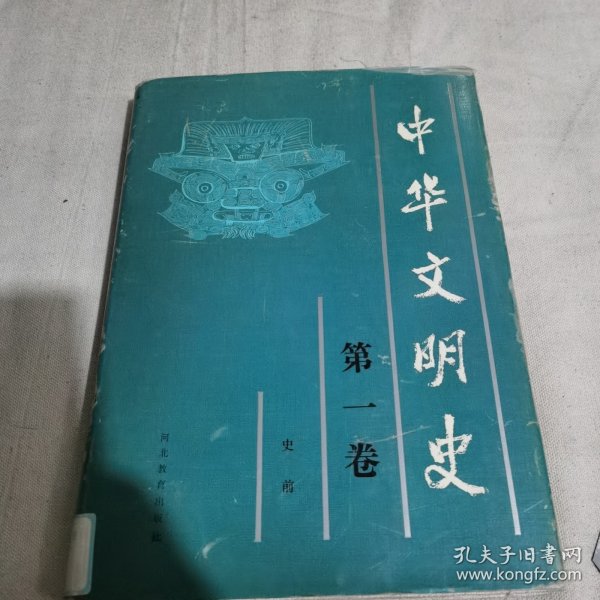 中华文明史
第一卷
史前
河北教育出版社
孔夫子旧书网
www.kongfz.com